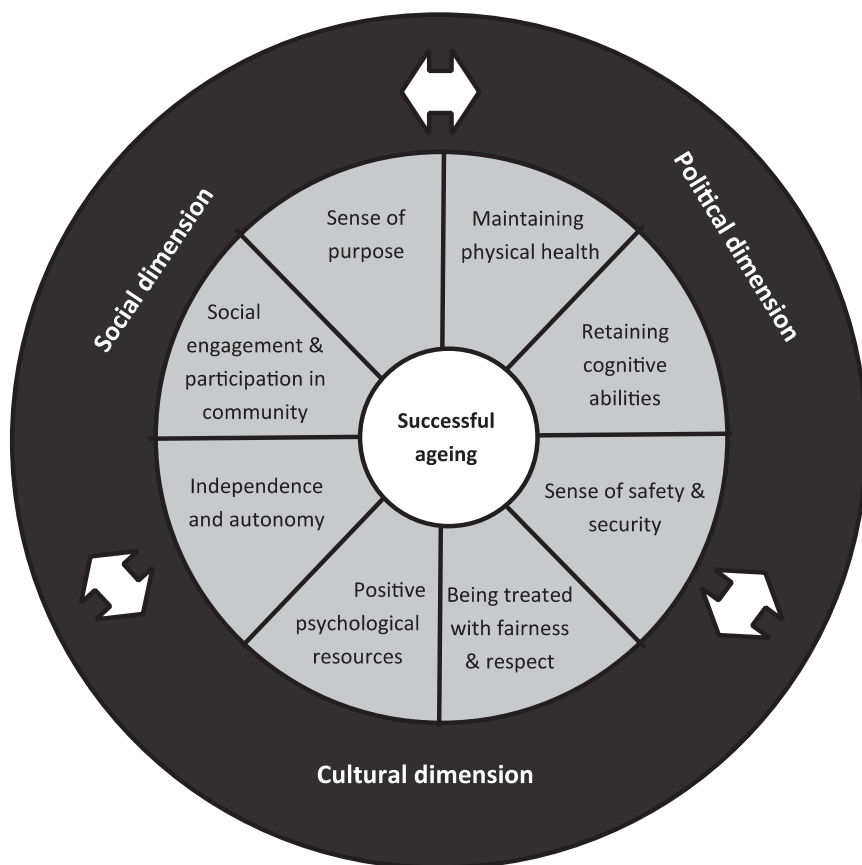 Social dimension
Political dimension
Sense of
purpose
Maintaining
physical health
Social
engagement &
participation in
community
Retaining
cognitive
abilities
Successful
ageing
Independence
and autonomy
Sense of safety &
security
Positive
psychological
resources
Being treated
with fairness
& respect
Cultural dimension